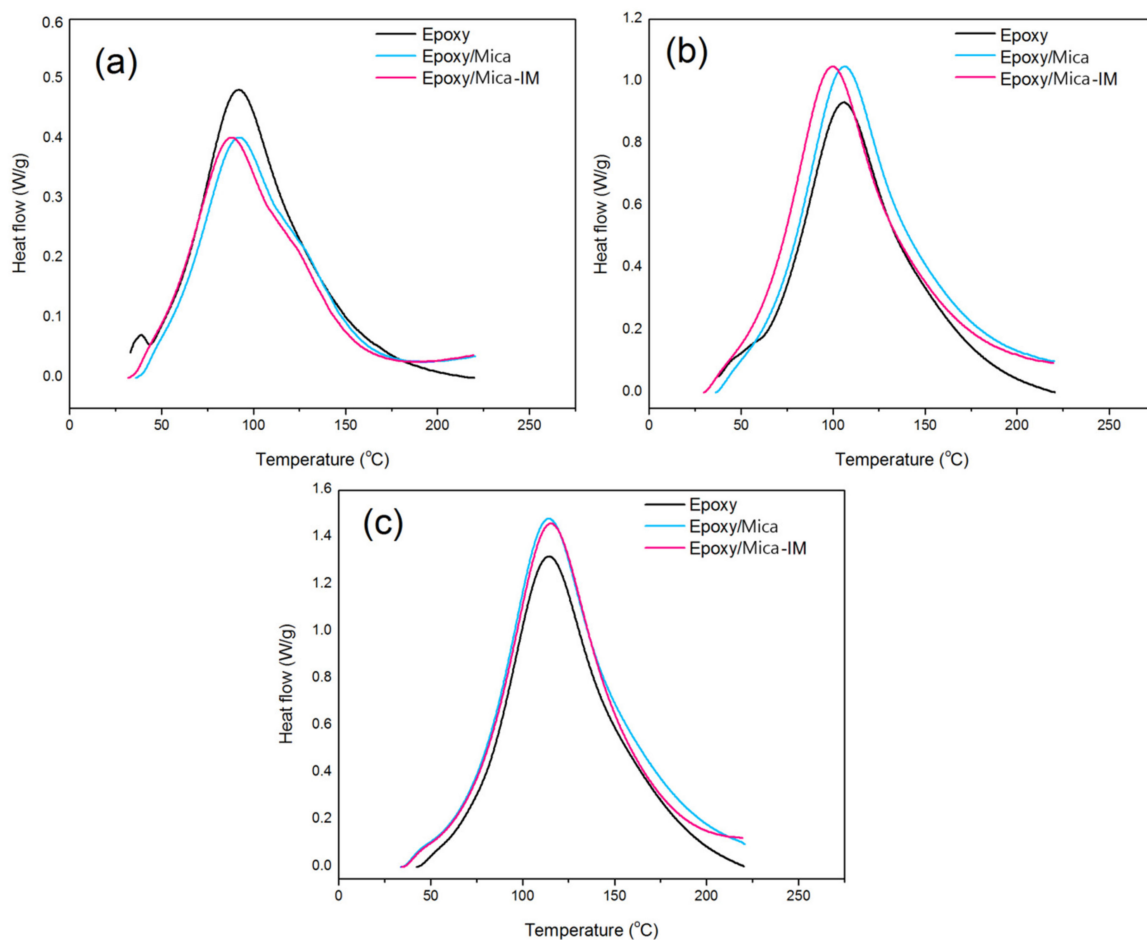 (a)
Epoxy
Epoxy/Mica
Epoxy/Mica-IM
Heat flow (W/g)
0.6
0.5
0.4
0.3
0.2
0.1
0.0
0 50 100 150 200 250
Temperature (°C)
(b)
Epoxy
Epoxy/Mica
Epoxy/Mica-IM
Heat flow (W/g)
1.2
1.0
0.8
0.6
0.4
0.2
0.0
0 50 100 150 200 250
Temperature (°C)
(c)
Epoxy
Epoxy/Mica
Epoxy/Mica-IM
Heat flow (W/g)
1.6
1.4
1.2
1.0
0.8
0.6
0.4
0.2
0.0
0 50 100 150 200 250
Temperature (°C)